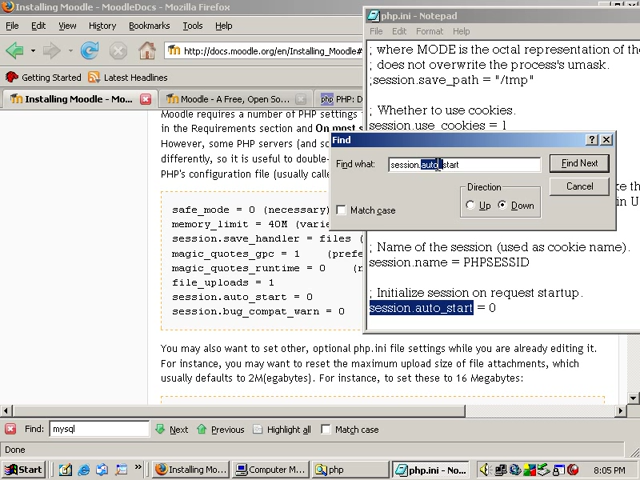 Installing Moodle - MoodleDocs - Mozilla Firefox
File Edit View History Bookmarks Tools Help
http://docs.moodle.org/en/Installing_Moodle#
Getting Started Latest Headlines
Installing Moodle - Mo... Moodle - A Free, Open So... PHP: D
Moodle requires a number of PHP settings
in the Requirements section and On most s
However, some PHP servers (and so
differently, so it is useful to double-
PHP's configuration file (usually calle
safe_mode = 0 (necessary)
memory_limit = 40M (varie
session.save_handler = files (
magic_quotes_gpc = 1 (prefe
magic_quotes_runtime = 0 (ne
file_uploads = 1
session.auto_start = 0
session.bug_compat_warn = 0
You may also want to set other, optional php.ini file settings while you are already editing it.
For instance, you may want to reset the maximum upload size of file attachments, which
usually defaults to 2M(egabytes). For instance, to set these to 16 Megabytes:
php.ini - Notepad
File Edit Format Help
; where MODE is the octal representation of the
; does not overwrite the process's umask.
;session.save_path = "/tmp"
; Whether to use cookies.
session.use_cookies = 1
Find
Find what: session.auto_start
Find Next
Cancel
Direction
Up Down
Match case
; Name of the session (used as cookie name).
session.name = PHPSESSID
; Initialize session on request startup.
session.auto_start = 0
Find: mysql Next Previous Highlight all Match case
Done
Start Installing Mo... Computer M... php php.ini - No... 8:05 PM